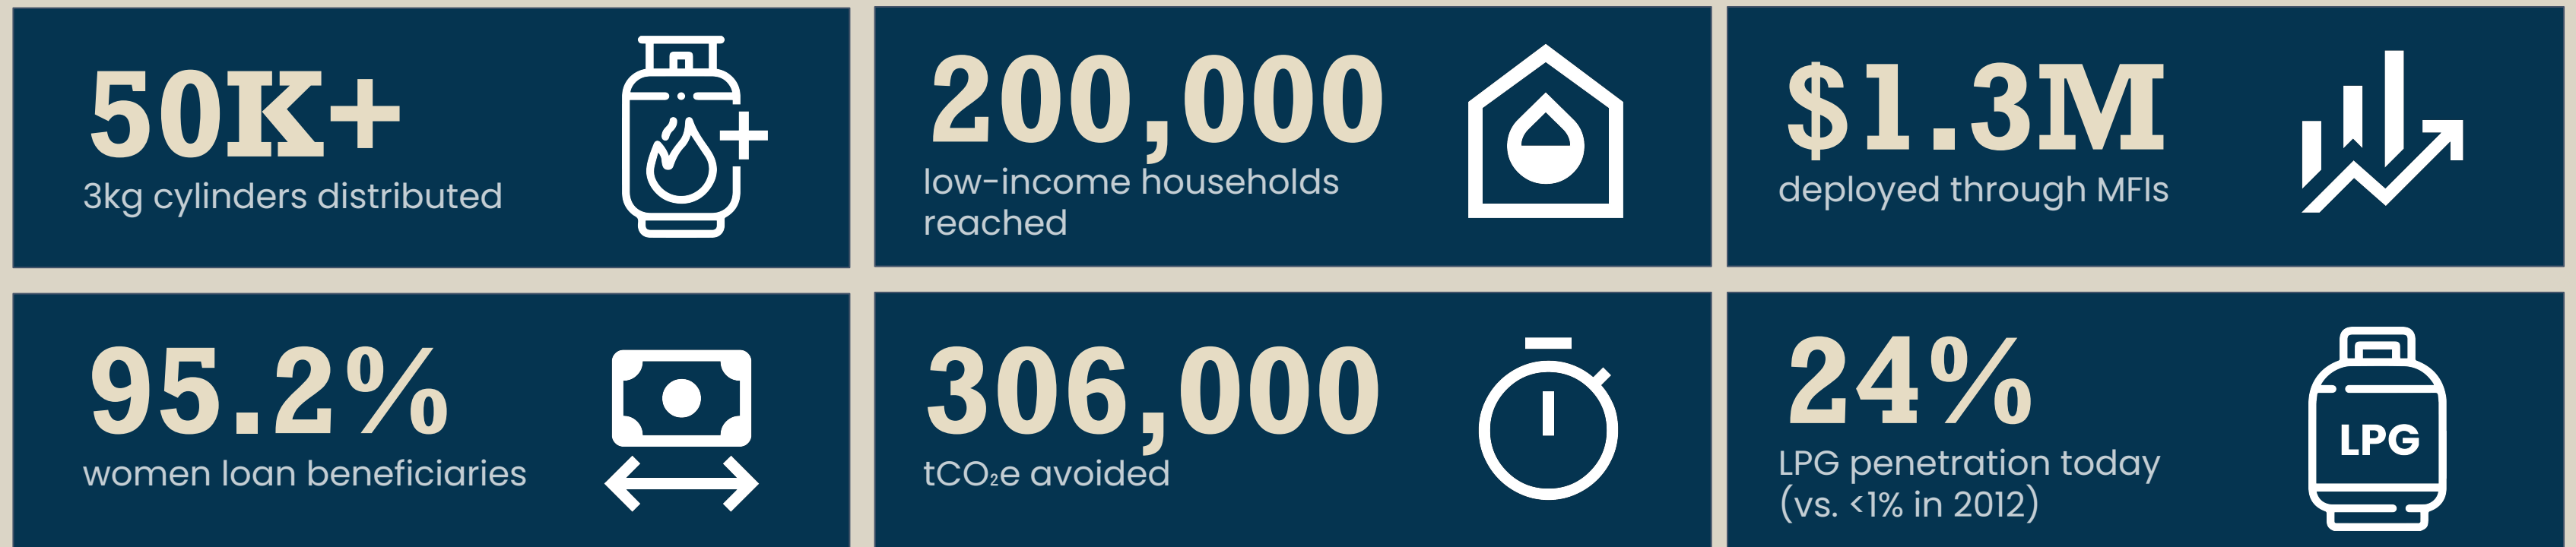 50K+
3kg cylinders distributed
200,000
low-income households
reached
$1.3M
deployed through MFIs
95.2%
women loan beneficiaries
306,000
tCO₂e avoided
24%
LPG penetration today
(vs. <1% in 2012)
LPG